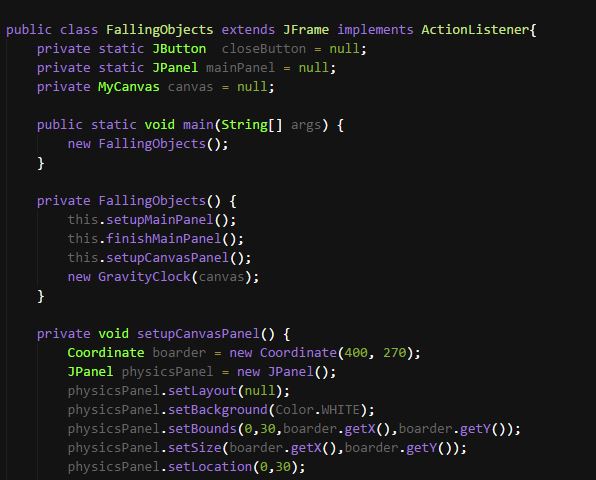 public class FallingObjects extends JFrame implements ActionListener{
private static JButton closeButton = null;
private static JPanel mainPanel = null;
private MyCanvas canvas = null;
public static void main(String[] args) {
new FallingObjects();
}
private FallingObjects() {
this.setupMainPanel();
this.finishMainPanel();
this.setupCanvasPanel();
new GravityClock(canvas);
}
private void setupCanvasPanel() {
Coordinate boarder = new Coordinate(400, 270);
JPanel physicsPanel = new JPanel();
physicsPanel.setLayout(null);
physicsPanel.setBackground(Color.WHITE);
physicsPanel.setBounds(0,30,boarder.getX(),boarder.getY());
physicsPanel.setSize(boarder.getX(),boarder.getY());
physicsPanel.setLocation(0,30);